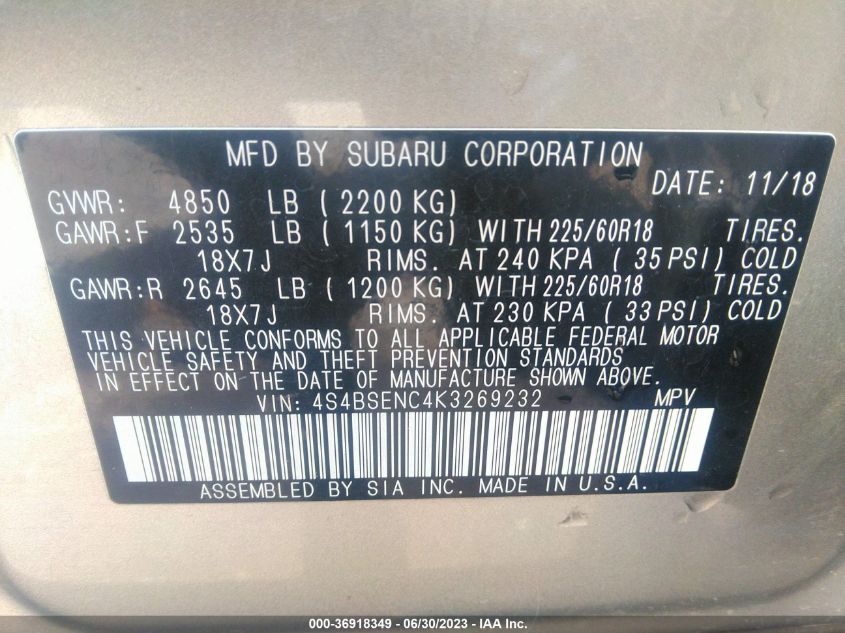 MFD BY SUBARU CORPORATION
DATE: 11/18
GVWR: 4850 LB ( 2200 KG)
GAWR:F 2535 LB ( 1150 KG) WITH 225/60R18 TIRES.
18X7J RIMS. AT 240 KPA ( 35 PSI) COLD
GAWR:R 2645 LB ( 1200 KG) WITH 225/60R18 TIRES.
18X7J RIMS. AT 230 KPA ( 33 PSI) COLD
THIS VEHICLE CONFORMS TO ALL APPLICABLE FEDERAL MOTOR
VEHICLE SAFETY AND THEFT PREVENTION STANDARDS
IN EFFECT ON THE DATE OF MANUFACTURE SHOWN ABOVE.
VIN: 4S4BSENC4K3269232 MPV
ASSEMBLED BY SIA INC. MADE IN U.S.A.
000-36918349 - 06/30/2023 - IAA Inc.